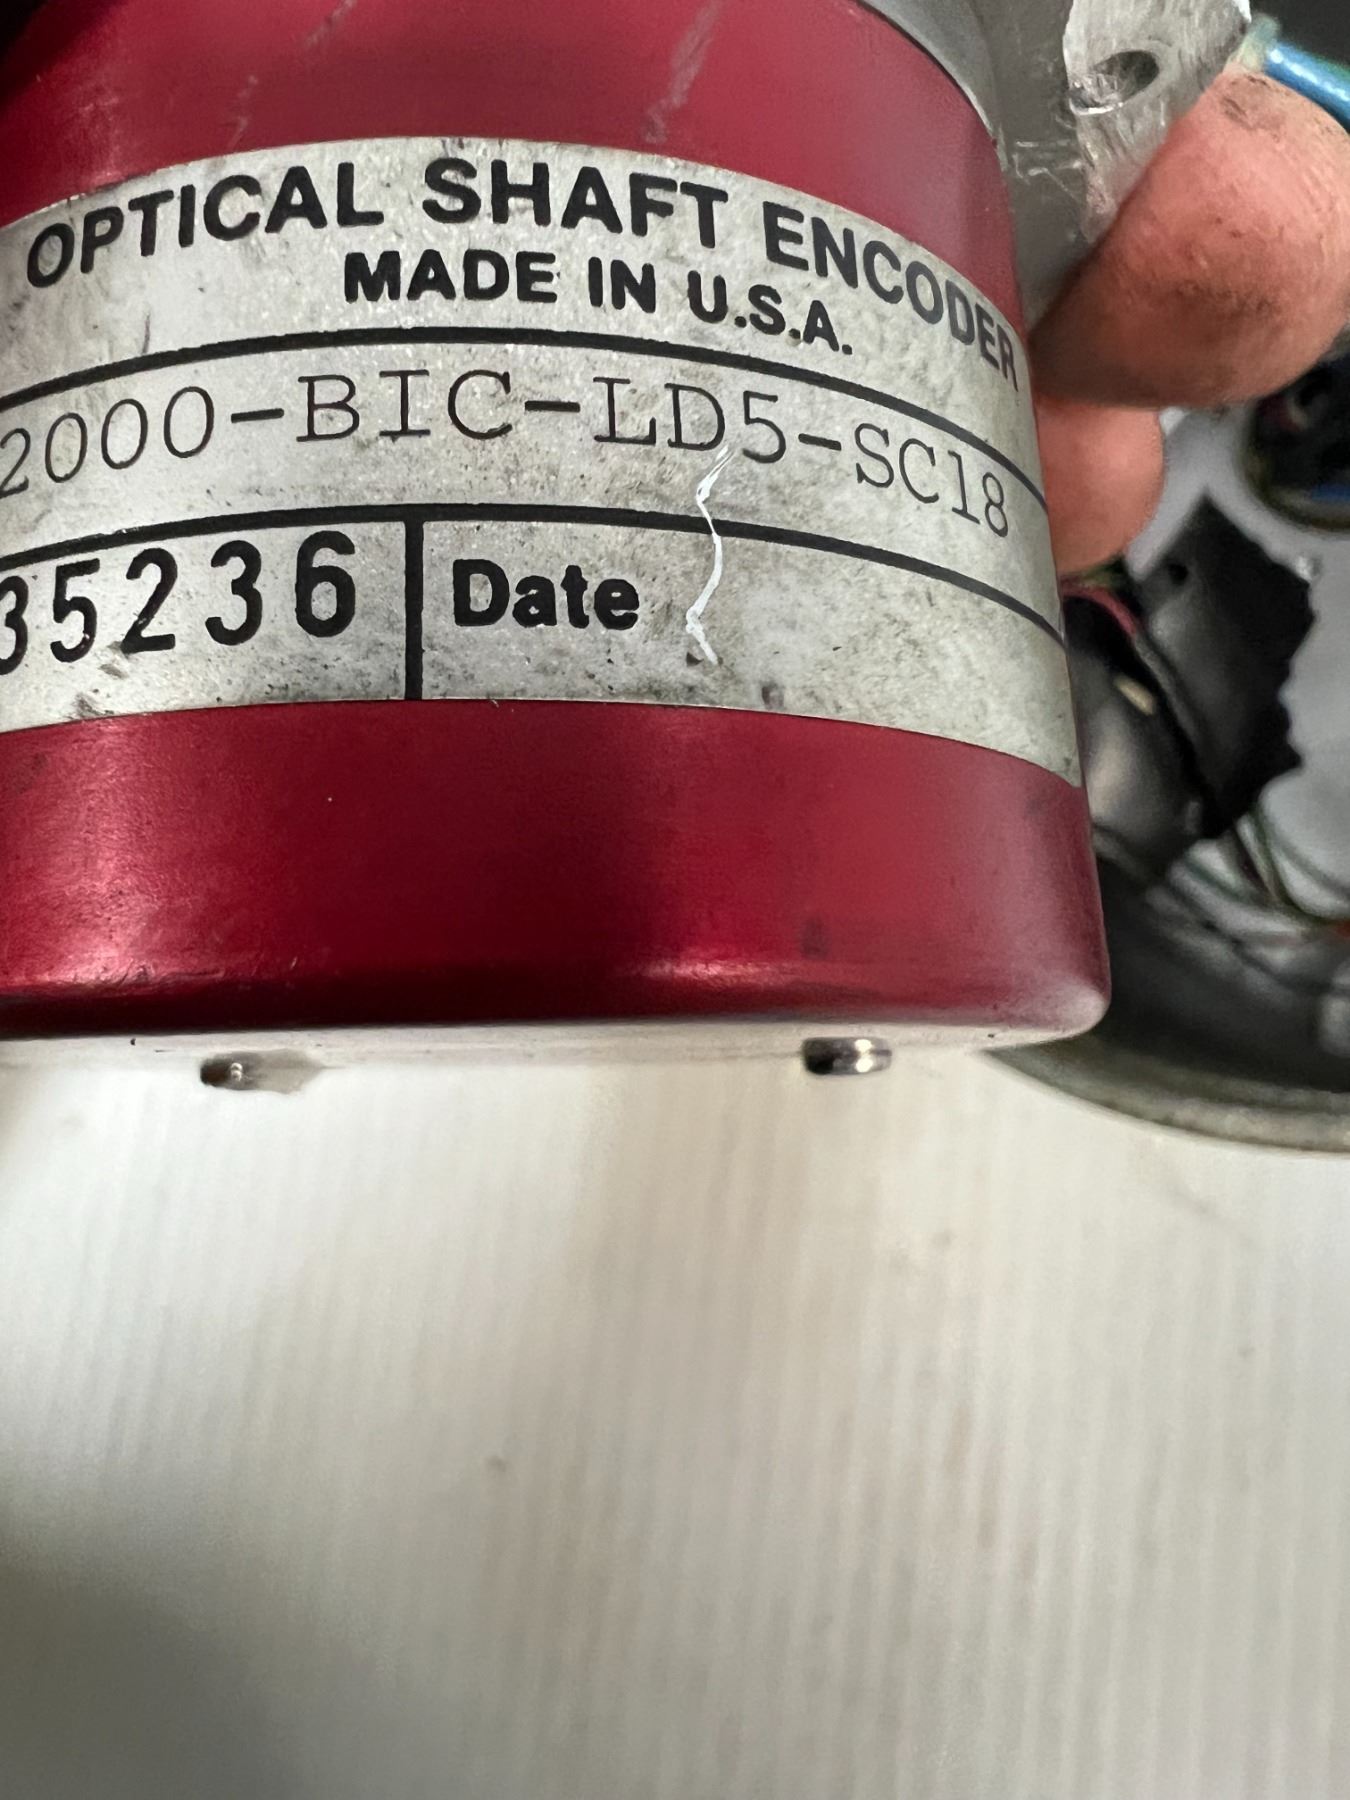 OPTICAL SHAFT ENCODER
MADE IN U.S.A.
2000-BIC-LD5-SC18
35236 Date